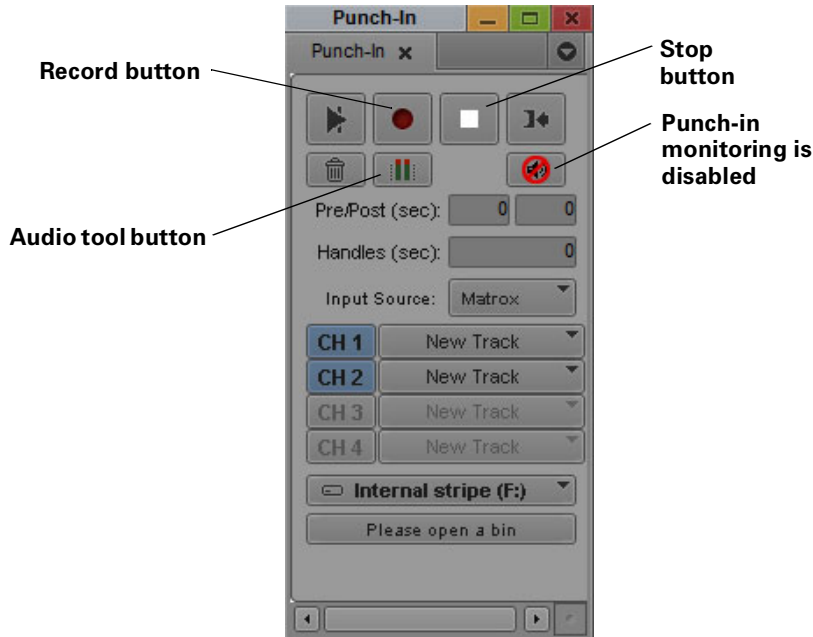 Punch-In
Punch-In
Record button
Stop
button
Punch-in
monitoring is
disabled
Audio tool button
Pre/Post (sec): 0 0
Handles (sec): 0
Input Source: Matrox
CH 1 New Track
CH 2 New Track
CH 3 New Track
CH 4 New Track
Internal stripe (F:)
Please open a bin